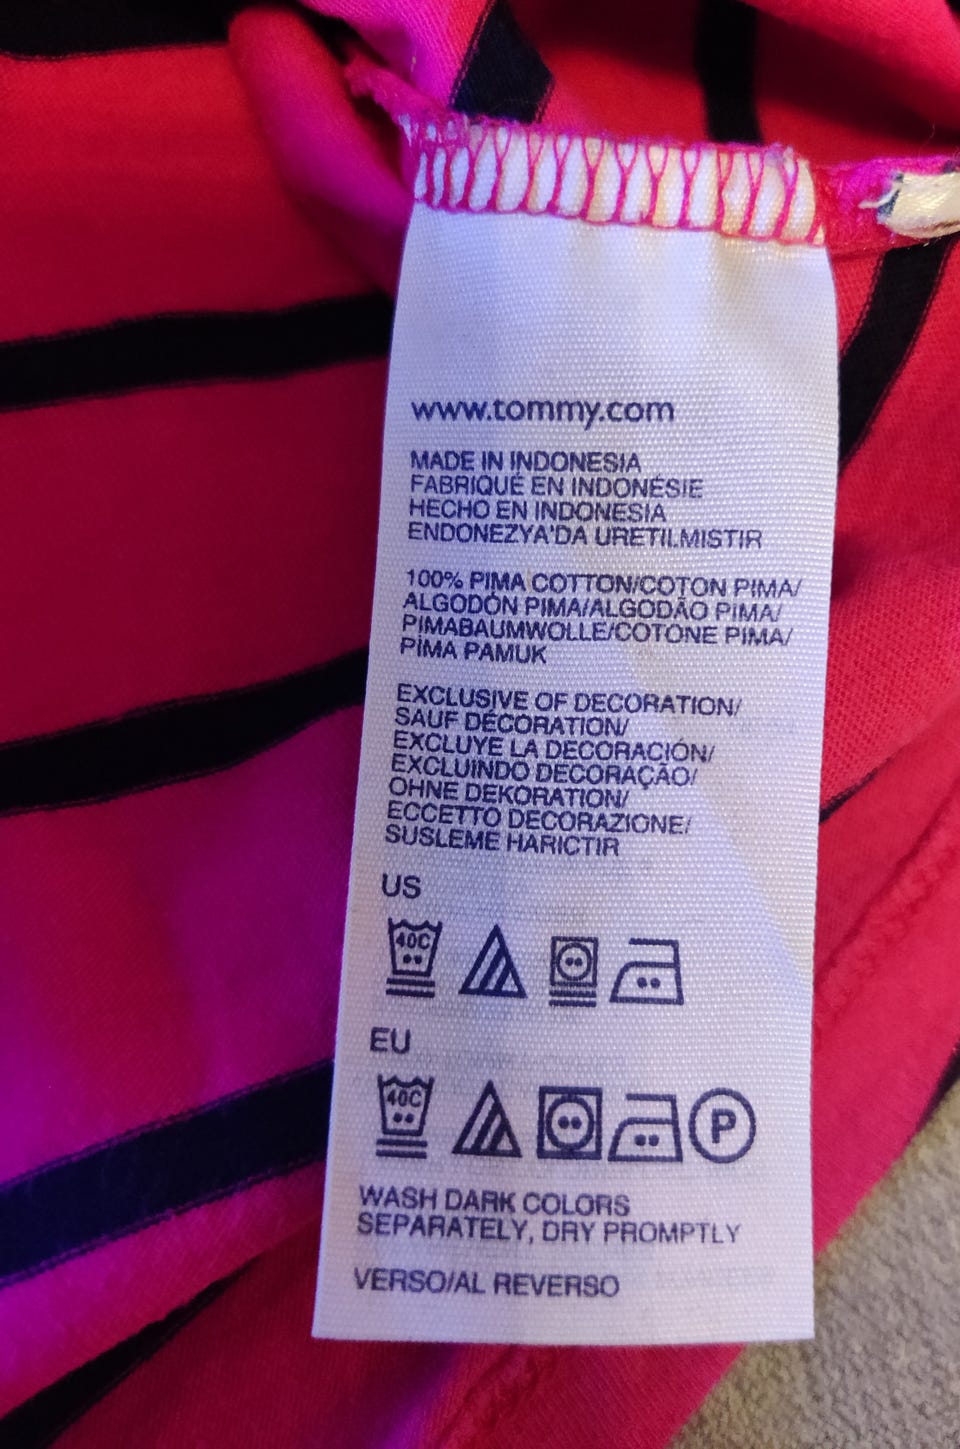 www.tommy.com
MADE IN INDONESIA
FABRIQUÉ EN INDONÉSIE
HECHO EN INDONESIA
ENDONEZYA'DA URETILMISTIR
100% PIMA COTTON/COTON PIMA/
ALGODÓN PIMA/ALGODÃO PIMA/
PIMABAUMWOLLE/COTONE PIMA/
PİMA PAMUK
EXCLUSIVE OF DECORATION/
SAUF DÉCORATION/
EXCLUYE LA DECORACIÓN/
EXCLUINDO DECORAÇÃO/
OHNE DEKORATION/
ECCETTO DECORAZIONE/
SUSLEME HARICTIR
US
40C
EU
40C P
WASH DARK COLORS
SEPARATELY, DRY PROMPTLY
VERSO/AL REVERSO